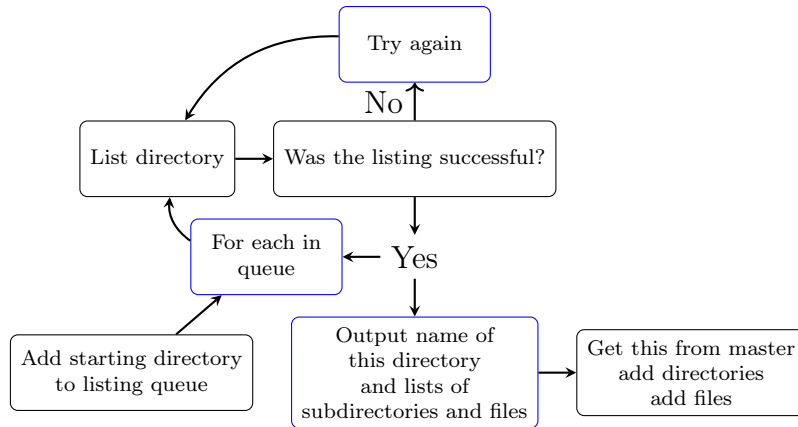 Try again
No
List directory
Was the listing successful?
For each in
queue
Yes
Add starting directory
to listing queue
Output name of
this directory
and lists of
subdirectories and files
Get this from master
add directories
add files